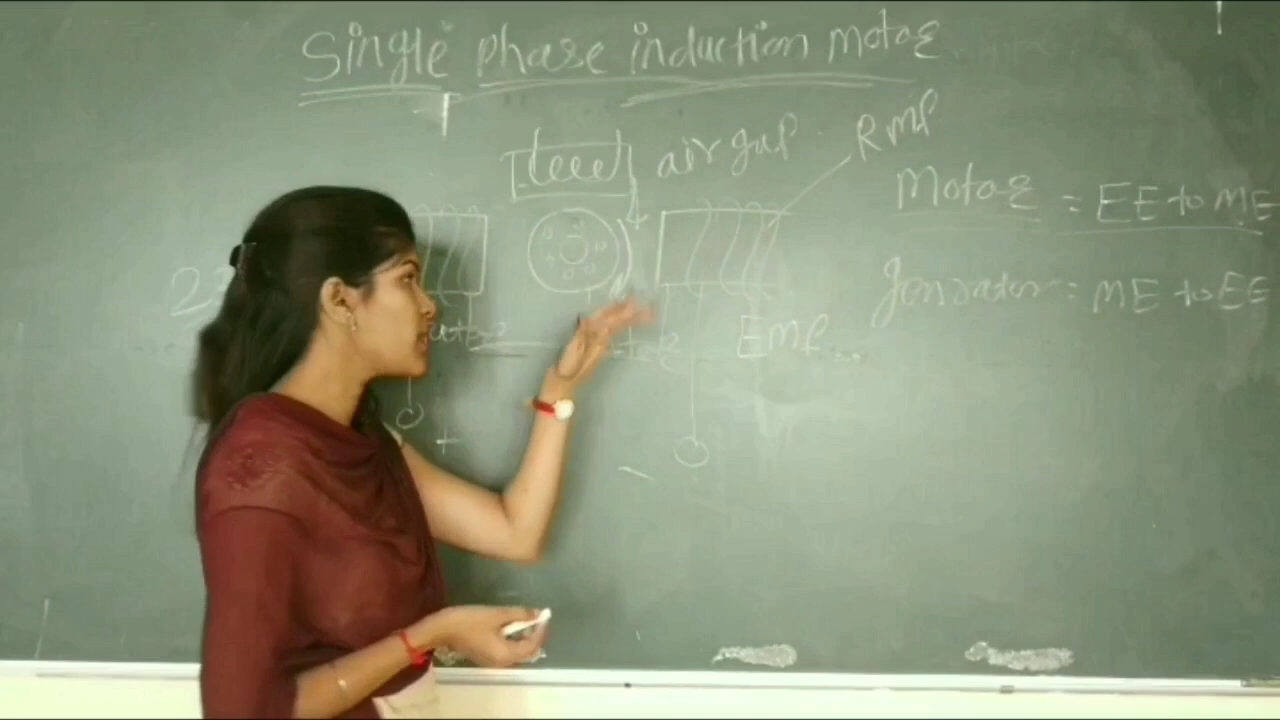 Single phase induction motor
air gap
RMF
Motor = EE to ME
Generator = ME to EE
EMF